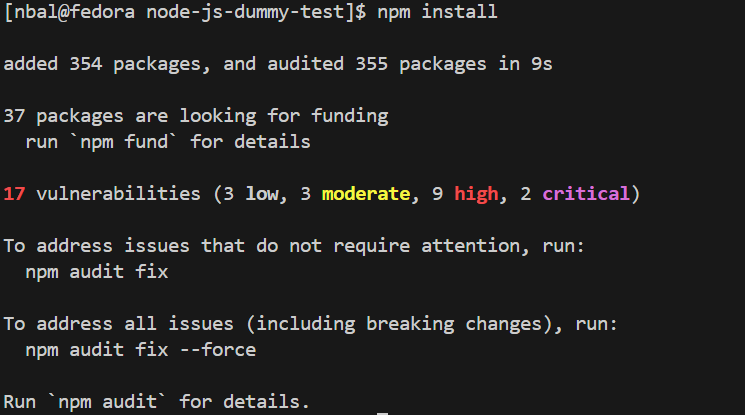 [nbal@fedora node-js-dummy-test]$ npm install
added 354 packages, and audited 355 packages in 9s
37 packages are looking for funding
  run `npm fund` for details
17 vulnerabilities (3 low, 3 moderate, 9 high, 2 critical)
To address issues that do not require attention, run:
  npm audit fix
To address all issues (including breaking changes), run:
  npm audit fix --force
Run `npm audit` for details.